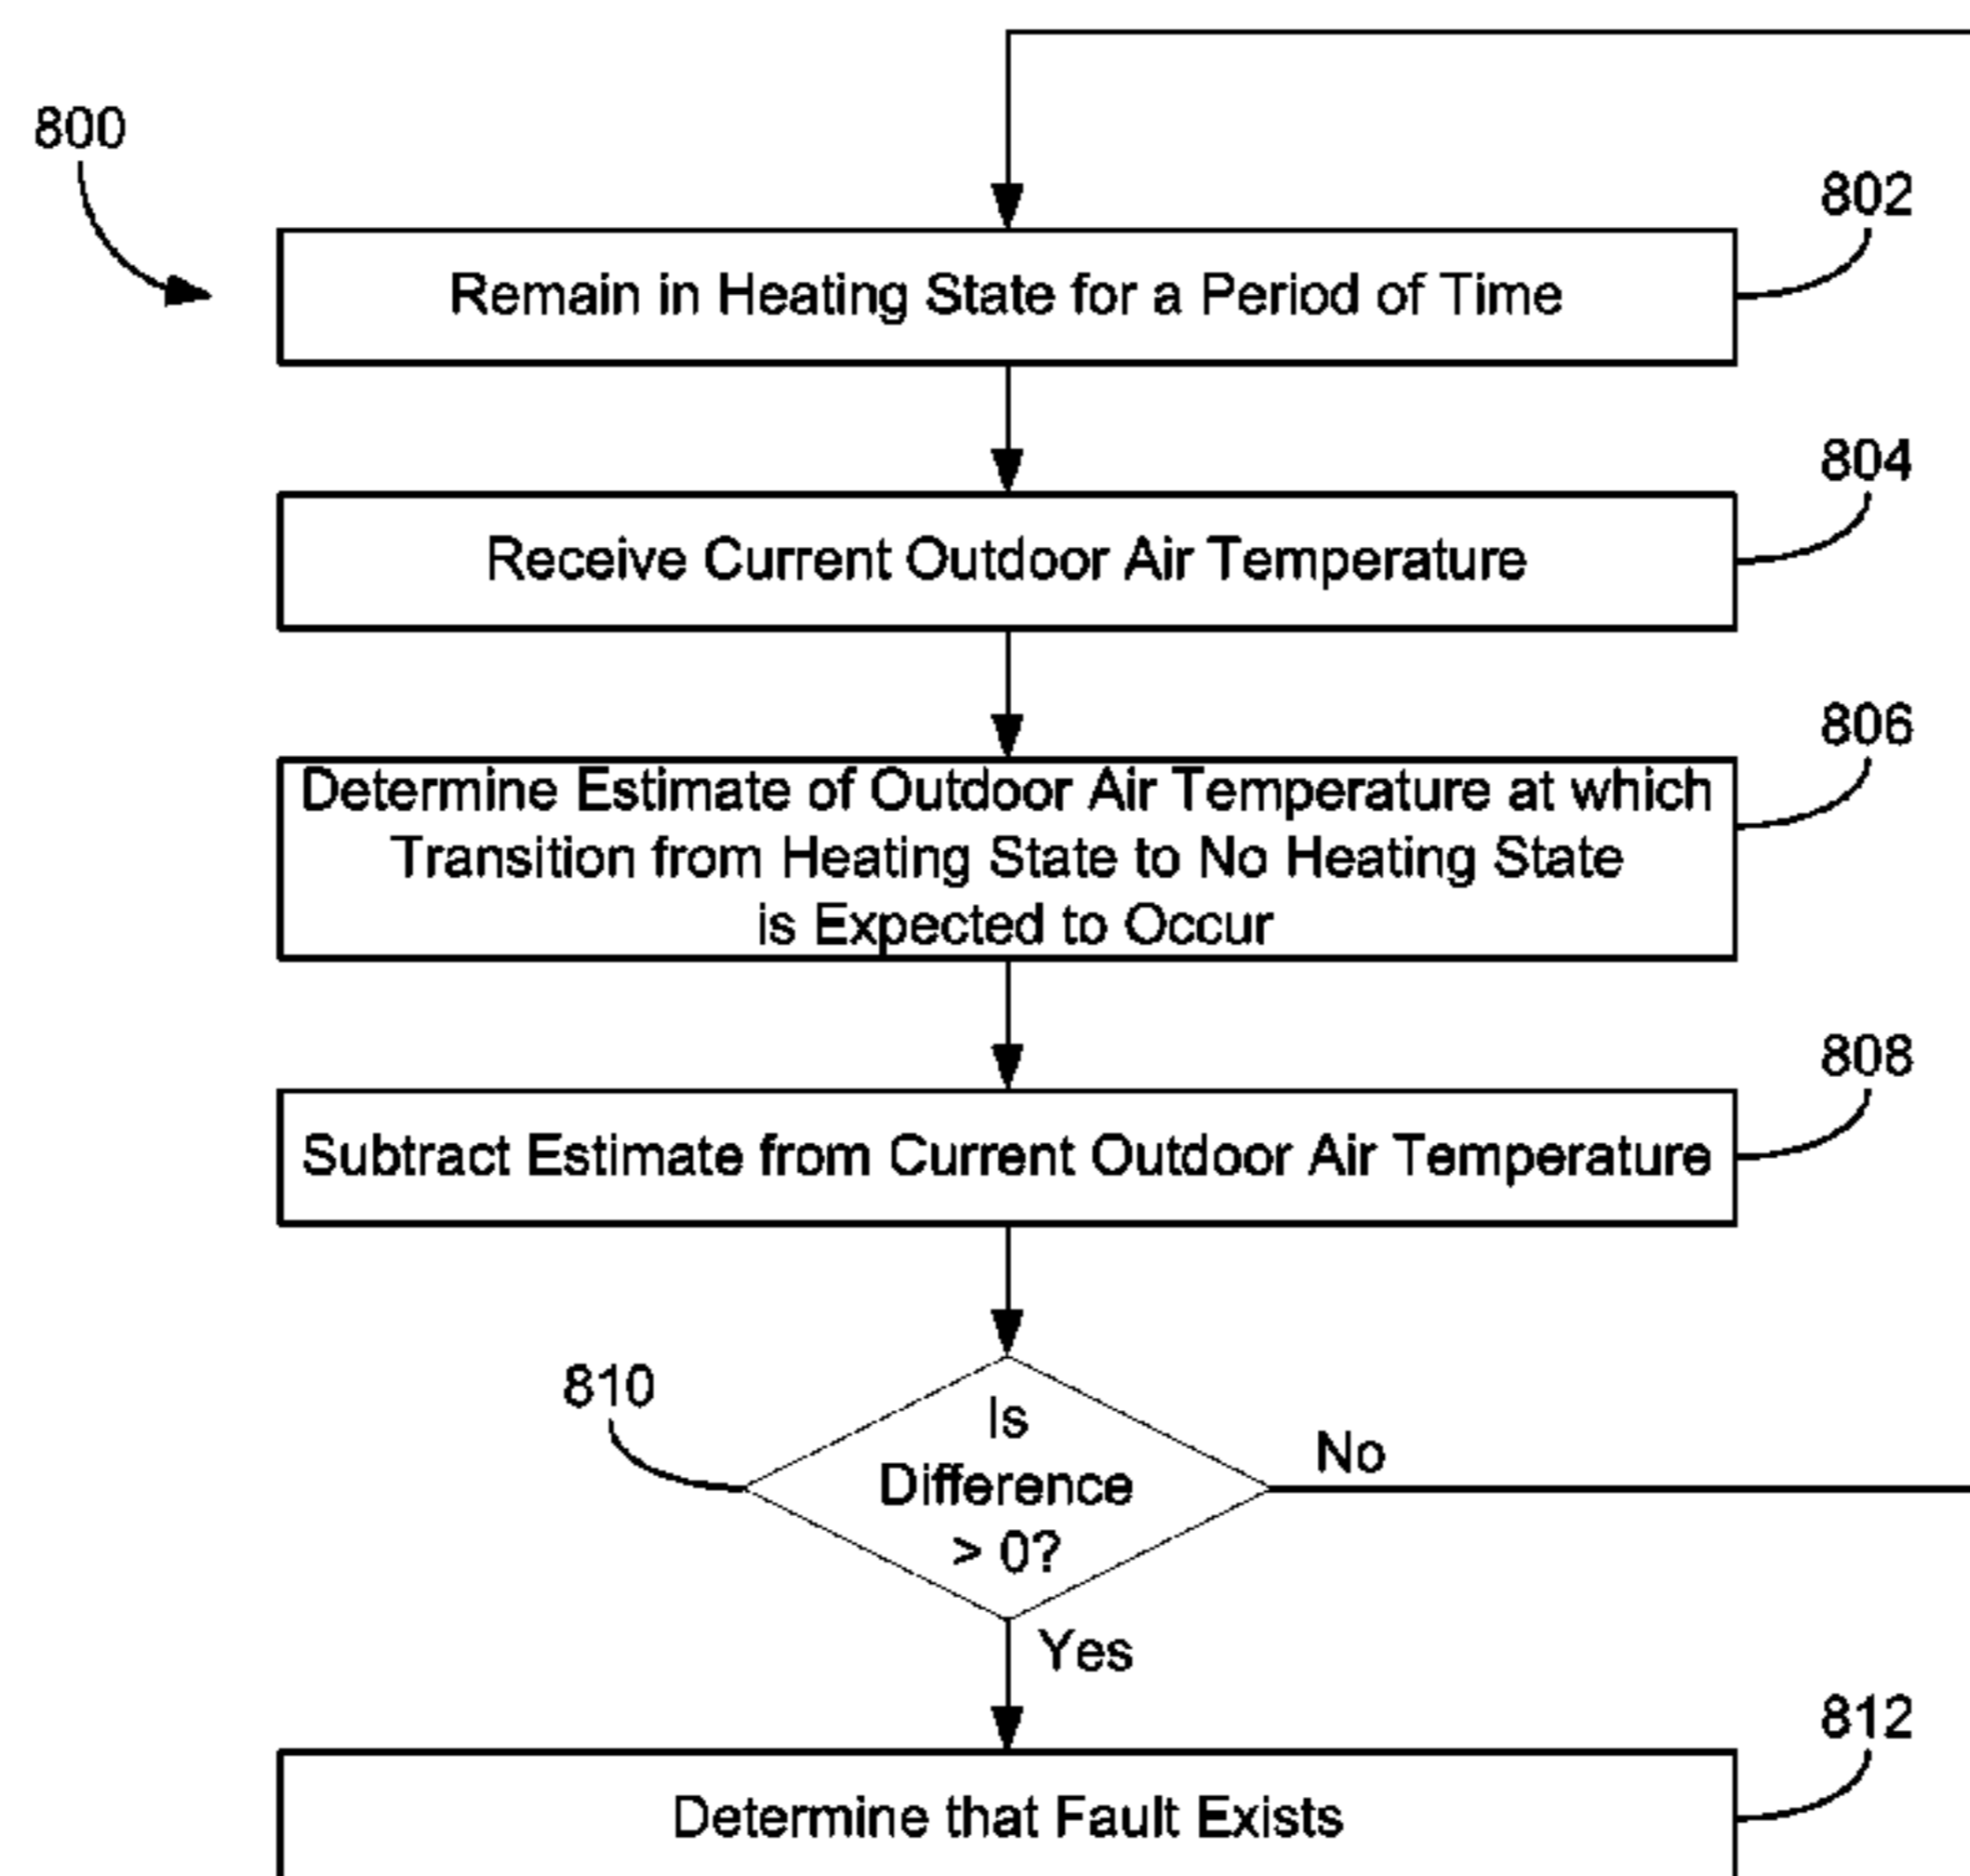 800
802
Remain in Heating State for a Period of Time
804
Receive Current Outdoor Air Temperature
806
Determine Estimate of Outdoor Air Temperature at which
Transition from Heating State to No Heating State
is Expected to Occur
808
Subtract Estimate from Current Outdoor Air Temperature
810
Is
Difference
> 0?
No
Yes
812
Determine that Fault Exists